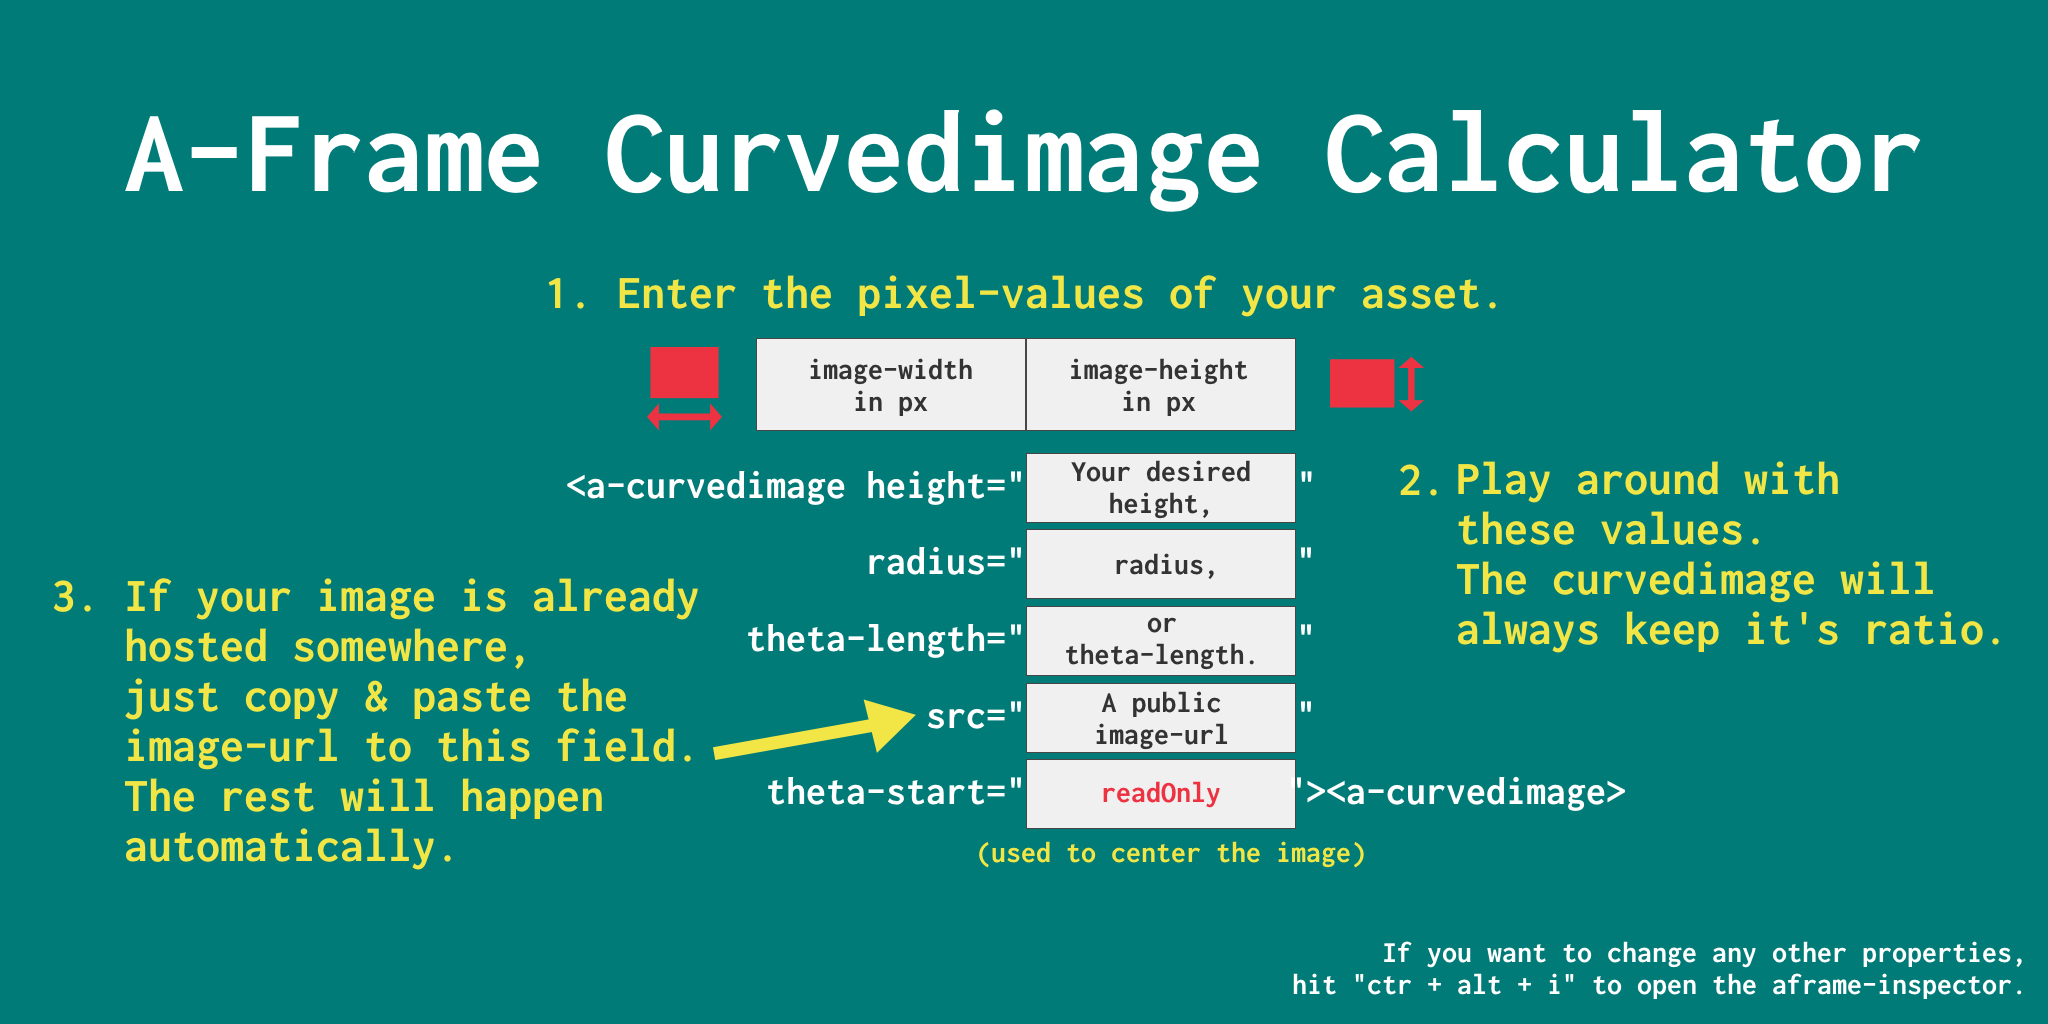 A-Frame Curvedimage Calculator
1. Enter the pixel-values of your asset.
image-width
in px
image-height
in px
<a-curvedimage height="
Your desired
height,
"
radius="
radius,
"
theta-length="
or
theta-length.
"
src="
A public
image-url
"
theta-start="
readOnly
"><a-curvedimage>
(used to center the image)
2. Play around with
these values.
The curvedimage will
always keep it's ratio.
3. If your image is already
hosted somewhere,
just copy & paste the
image-url to this field.
The rest will happen
automatically.
If you want to change any other properties,
hit "ctr + alt + i" to open the aframe-inspector.